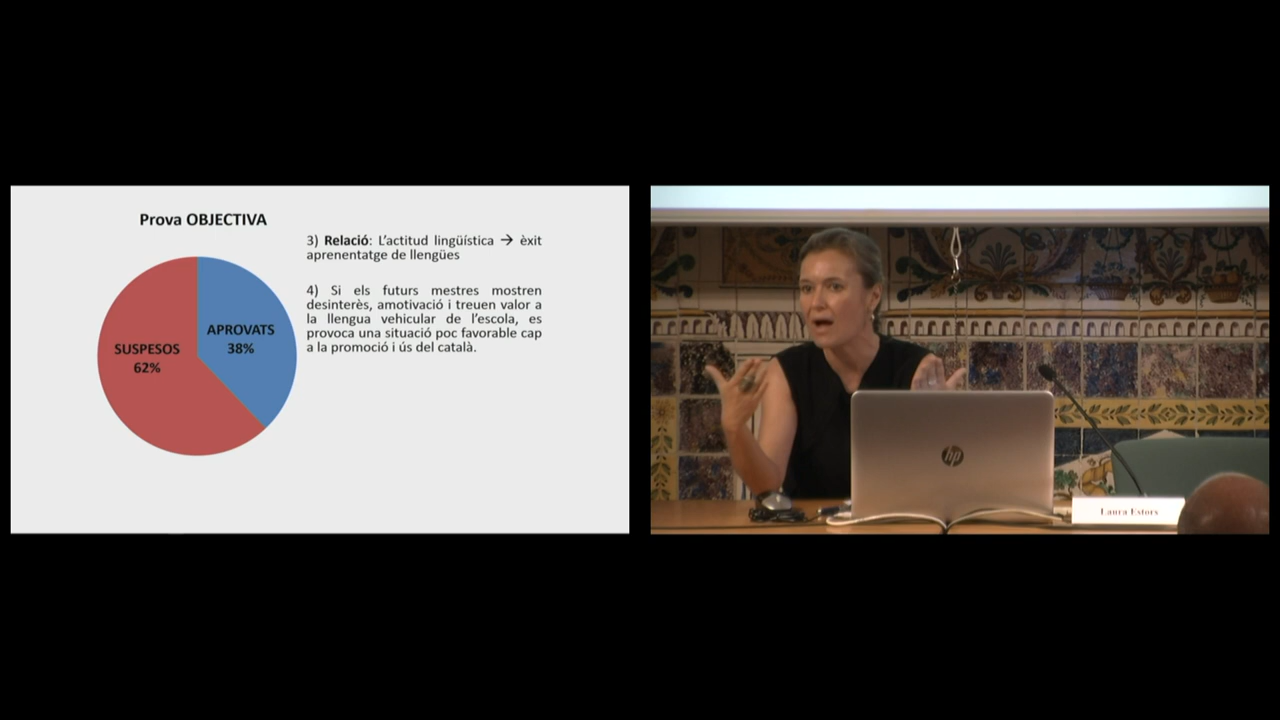 Prova OBJECTIVA
SUSPESOS
62%
APROVATS
38%
3) Relació: L'actitud lingüística → èxit
aprenentatge de llengües
4) Si els futurs mestres mostren
desinterès, amotivació i treuen valor a
la llengua vehicular de l'escola, es
provoca una situació poc favorable cap
a la promoció i ús del català.
hp
Laura Estors